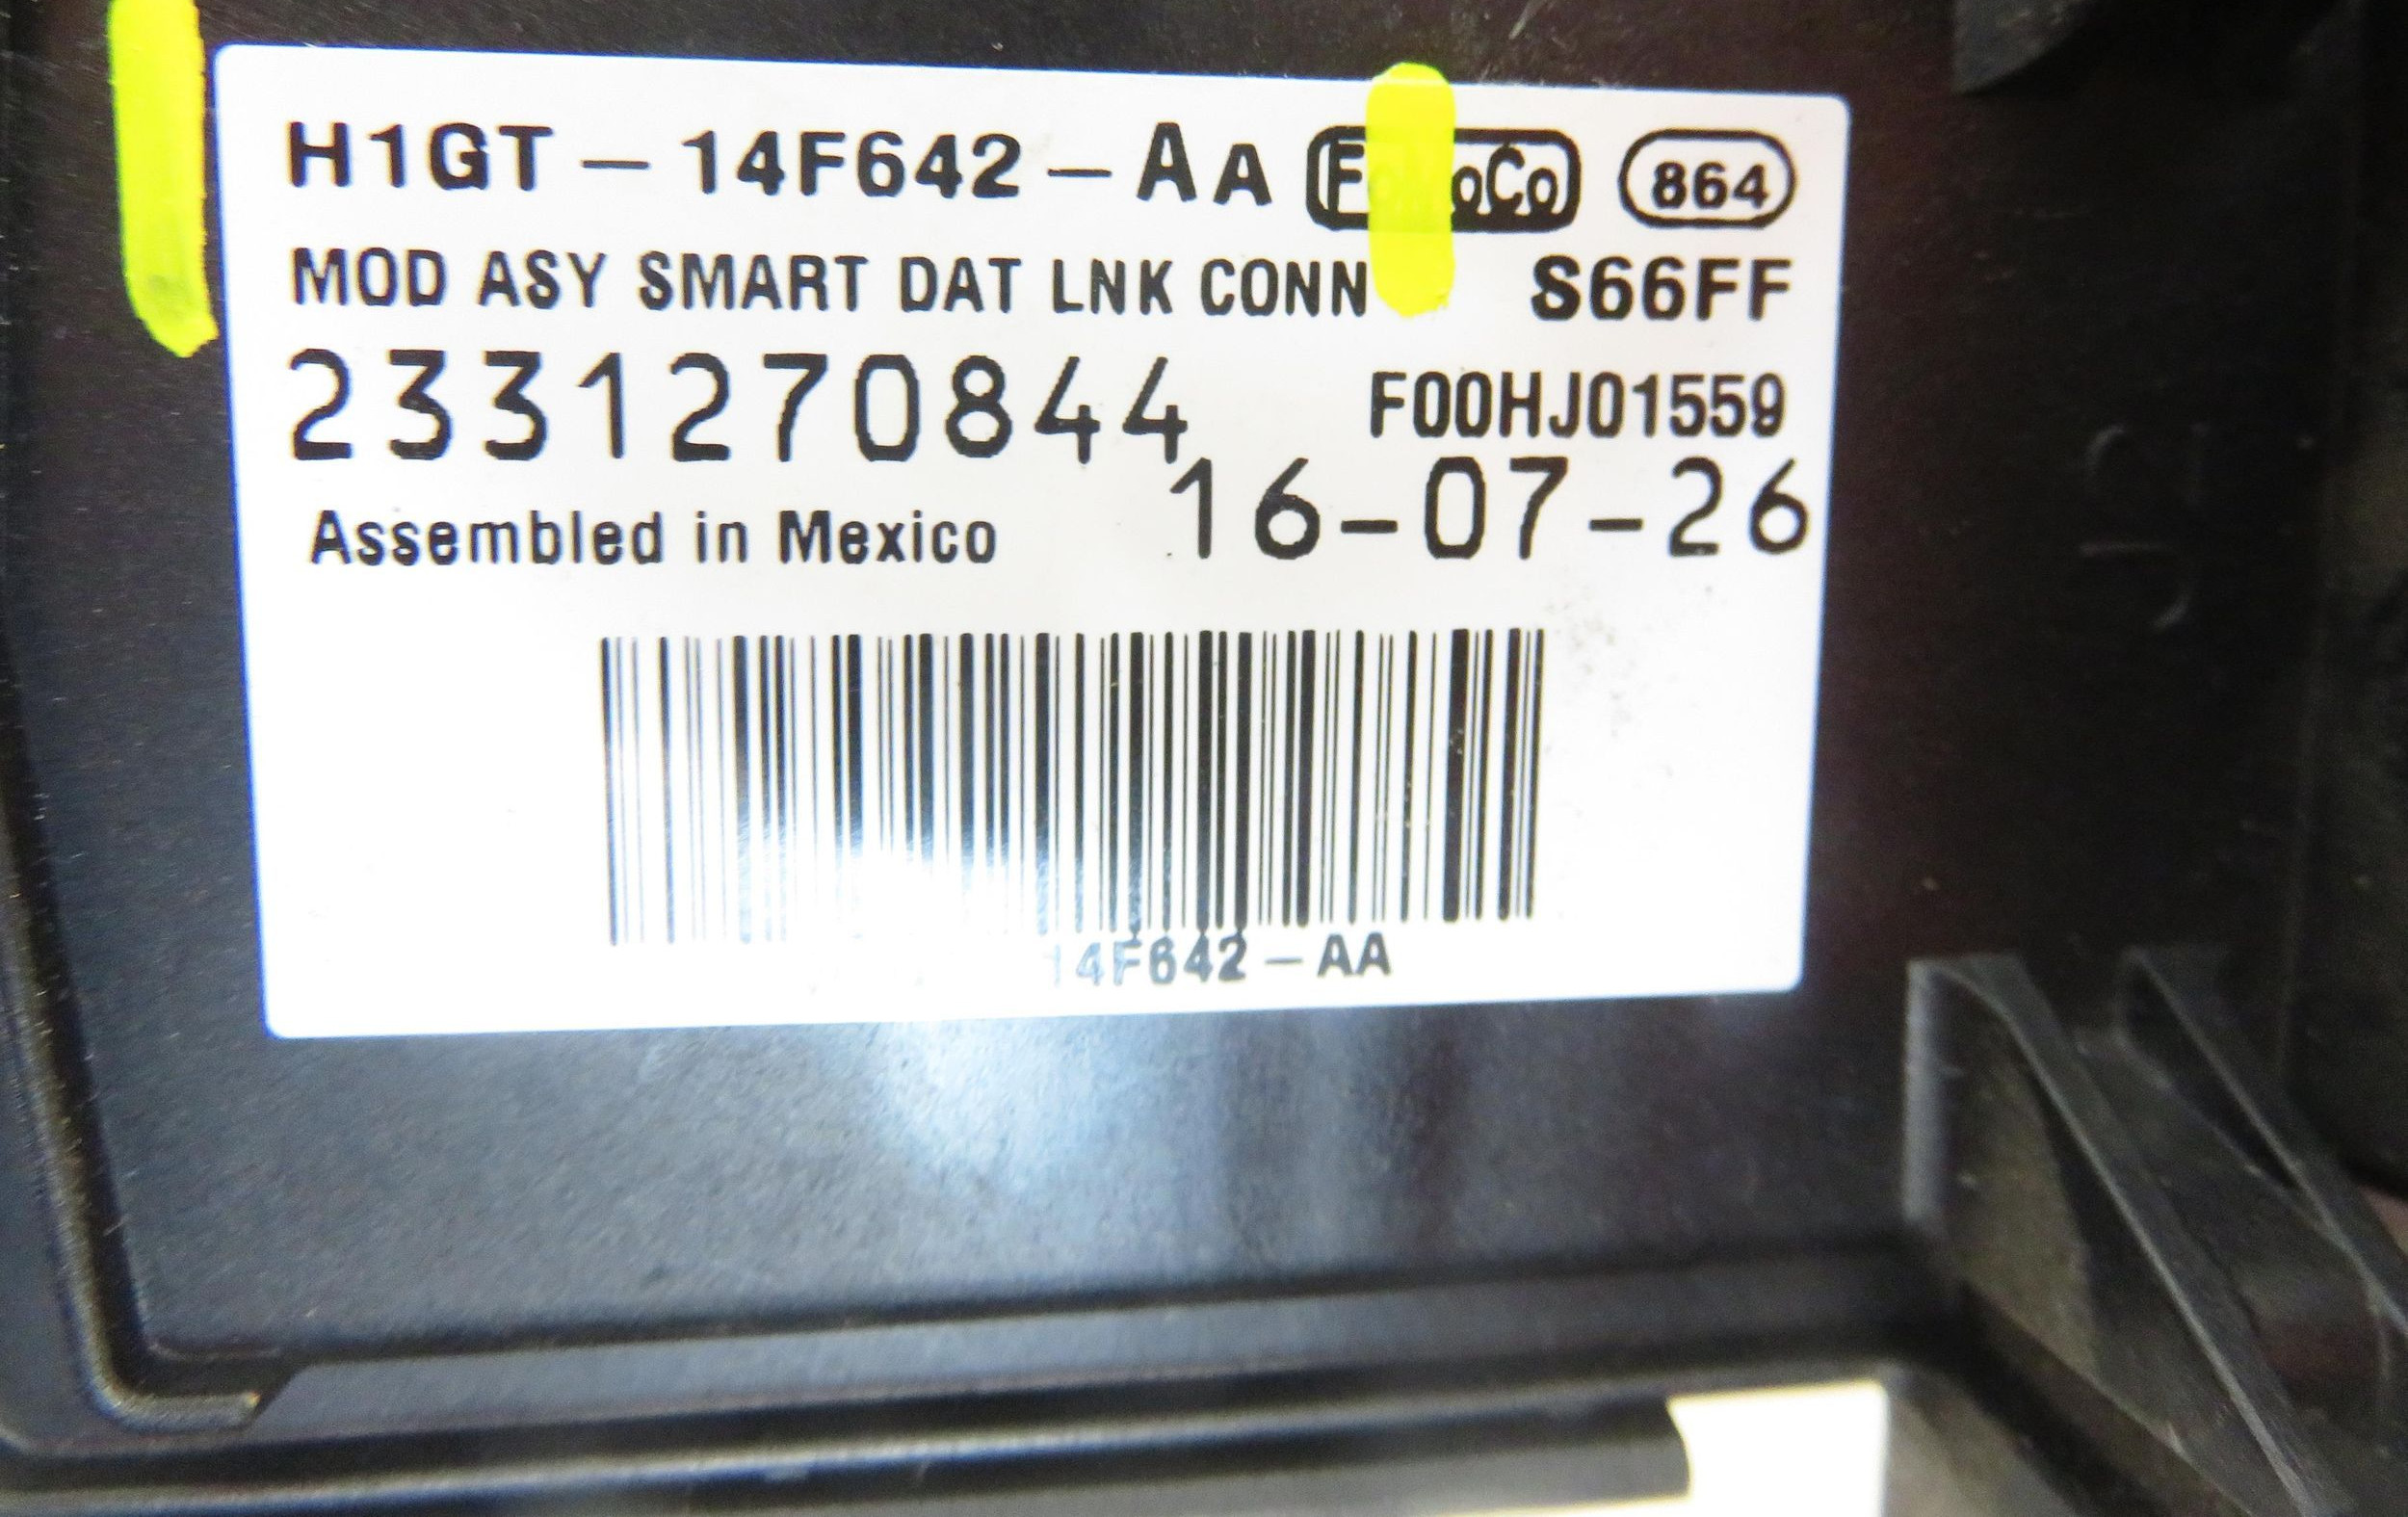 H1GT - 14F642 - AA FoMoCo 864
MOD ASY SMART DAT LNK CONN S66FF
2331270844 F00HJ01559
Assembled in Mexico 16-07-26
14F642 - AA